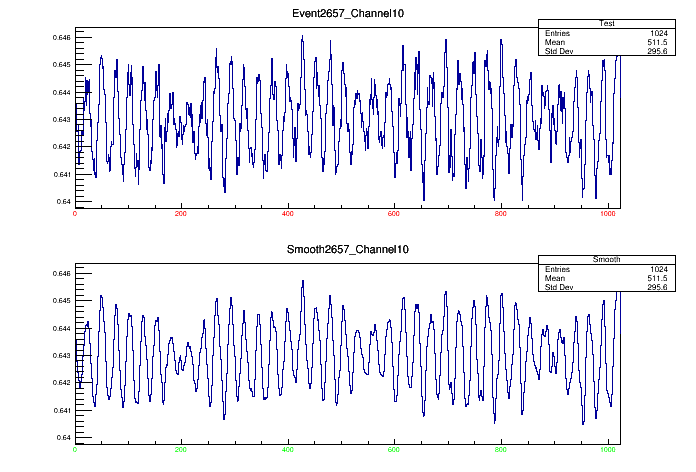 Event2657_Channel10
Test
Entries 1024
Mean 511.5
Std Dev 295.6
0.646
0.645
0.644
0.643
0.642
0.641
0.64
0 200 400 600 800 1000
Smooth2657_Channel10
Smooth
Entries 1024
Mean 511.5
Std Dev 295.6
0.646
0.645
0.644
0.643
0.642
0.641
0.64
0 200 400 600 800 1000